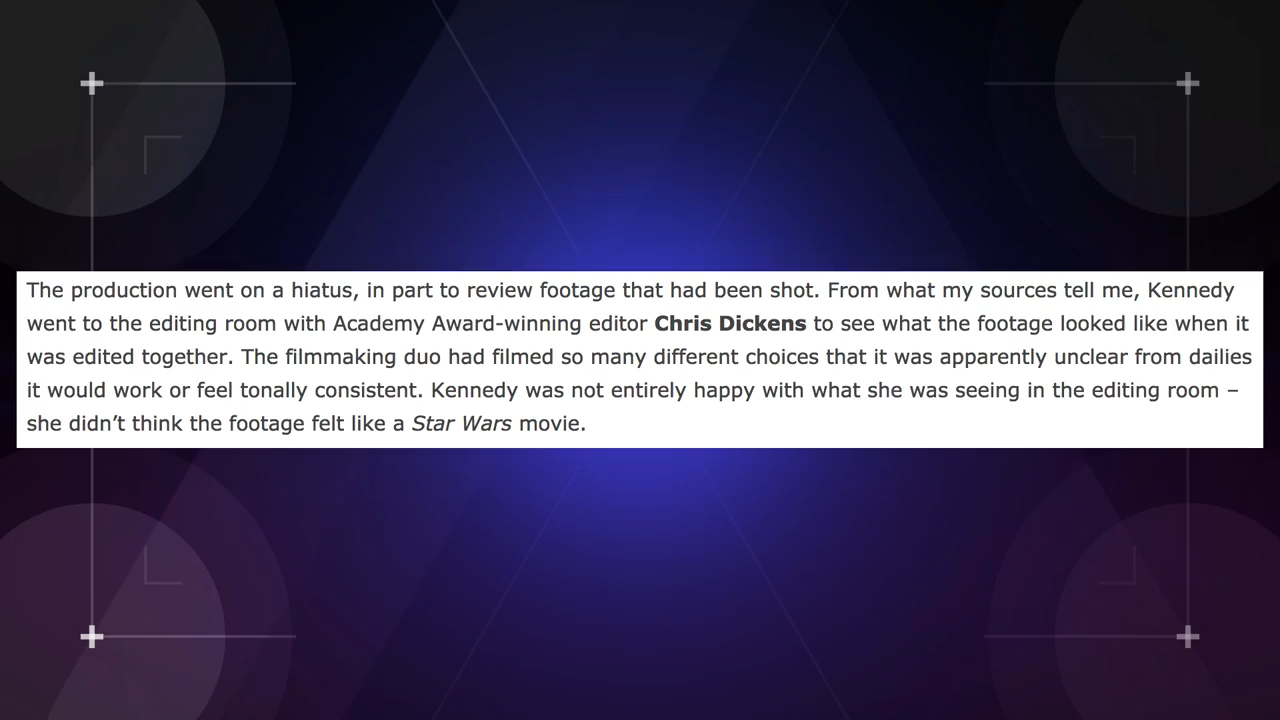 The production went on a hiatus, in part to review footage that had been shot. From what my sources tell me, Kennedy
went to the editing room with Academy Award-winning editor Chris Dickens to see what the footage looked like when it
was edited together. The filmmaking duo had filmed so many different choices that it was apparently unclear from dailies
it would work or feel tonally consistent. Kennedy was not entirely happy with what she was seeing in the editing room –
she didn’t think the footage felt like a Star Wars movie.